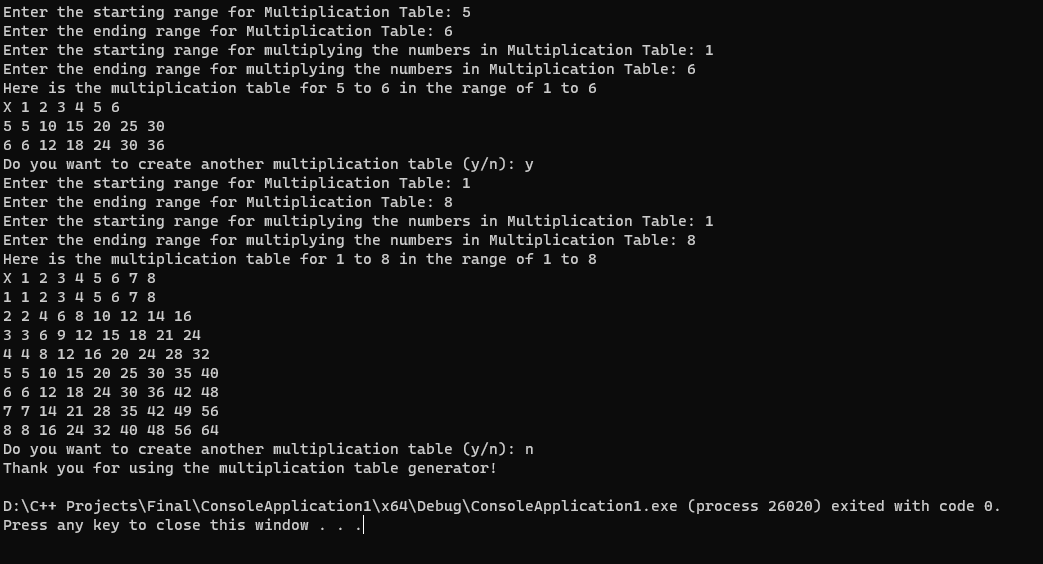 Enter the starting range for Multiplication Table: 5
Enter the ending range for Multiplication Table: 6
Enter the starting range for multiplying the numbers in Multiplication Table: 1
Enter the ending range for multiplying the numbers in Multiplication Table: 6
Here is the multiplication table for 5 to 6 in the range of 1 to 6
X 1 2 3 4 5 6
5 5 10 15 20 25 30
6 6 12 18 24 30 36
Do you want to create another multiplication table (y/n): y
Enter the starting range for Multiplication Table: 1
Enter the ending range for Multiplication Table: 8
Enter the starting range for multiplying the numbers in Multiplication Table: 1
Enter the ending range for multiplying the numbers in Multiplication Table: 8
Here is the multiplication table for 1 to 8 in the range of 1 to 8
X 1 2 3 4 5 6 7 8
1 1 2 3 4 5 6 7 8
2 2 4 6 8 10 12 14 16
3 3 6 9 12 15 18 21 24
4 4 8 12 16 20 24 28 32
5 5 10 15 20 25 30 35 40
6 6 12 18 24 30 36 42 48
7 7 14 21 28 35 42 49 56
8 8 16 24 32 40 48 56 64
Do you want to create another multiplication table (y/n): n
Thank you for using the multiplication table generator!
D:\C++ Projects\Final\ConsoleApplication1\x64\Debug\ConsoleApplication1.exe (process 26020) exited with code 0.
Press any key to close this window . . .